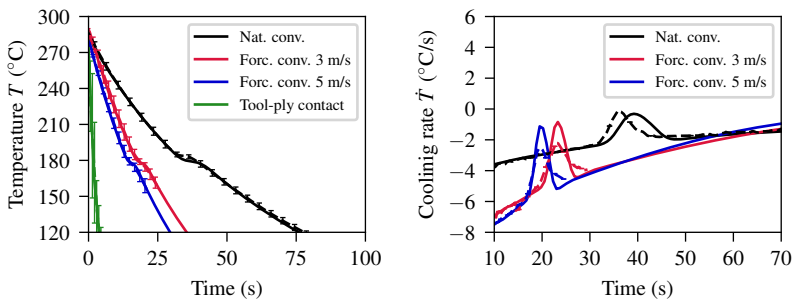 300
270
240
210
180
150
120
0
25
50
75
100
Temperature T (°C)
Time (s)
Nat. conv.
Forc. conv. 3 m/s
Forc. conv. 5 m/s
Tool-ply contact
6
4
2
0
−2
−4
−6
−8
10
20
30
40
50
60
70
Coolinig rate Ṫ (°C/s)
Time (s)
Nat. conv.
Forc. conv. 3 m/s
Forc. conv. 5 m/s